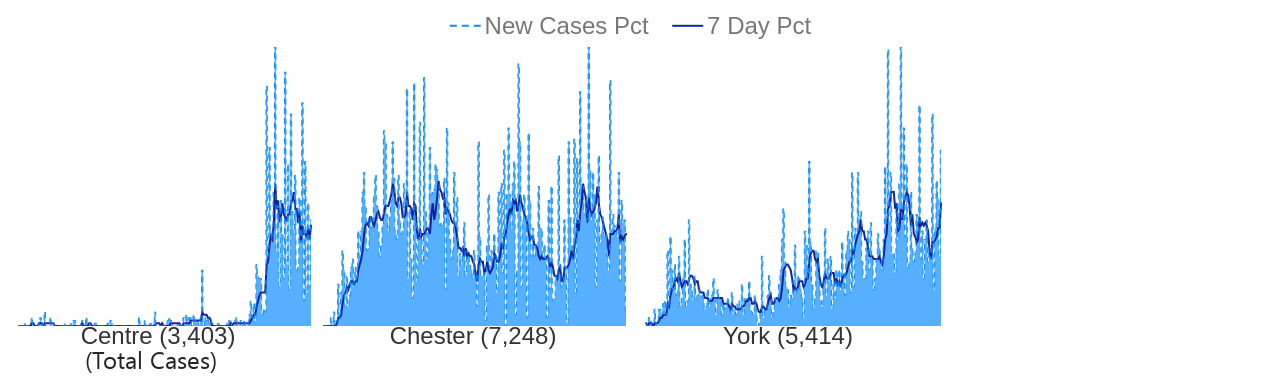 New Cases Pct 7 Day Pct
Centre (3,403) Chester (7,248) York (5,414)
(Total Cases)